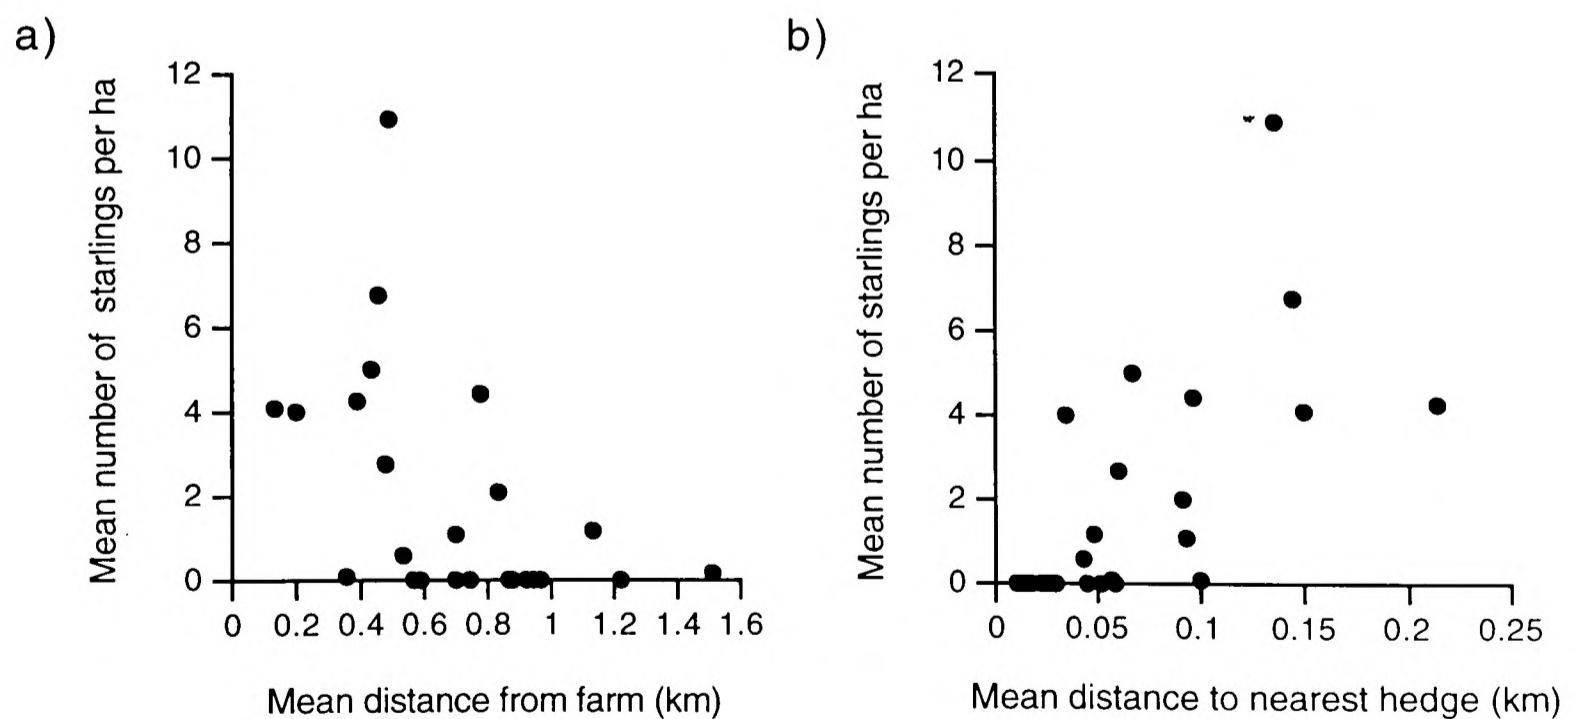 a)
Mean number of starlings per ha
12
10
8
6
4
2
0
0 0.2 0.4 0.6 0.8 1 1.2 1.4 1.6
Mean distance from farm (km)
b)
Mean number of starlings per ha
12
10
8
6
4
2
0
0 0.05 0.1 0.15 0.2 0.25
Mean distance to nearest hedge (km)